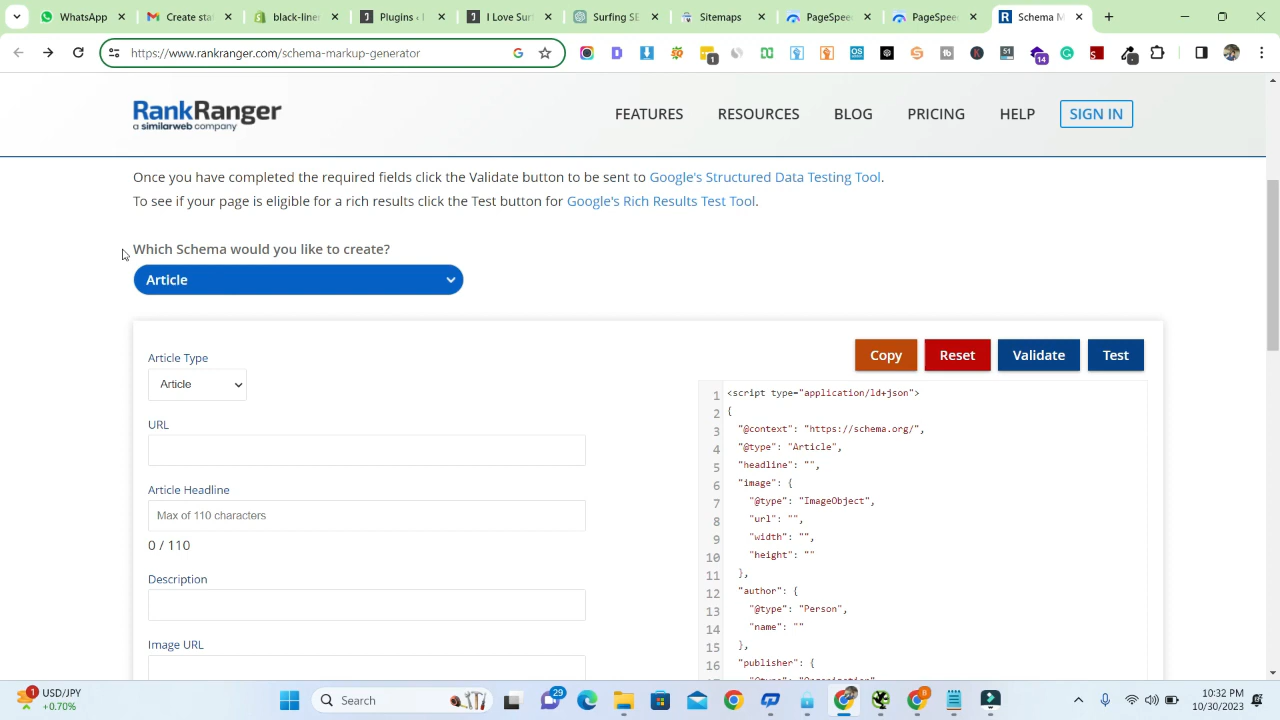 WhatsApp
Create sta
black-liner
Plugins ‹ I
I Love Sur
Surfing SE
Sitemaps
PageSpee
PageSpee
Schema M
https://www.rankranger.com/schema-markup-generator
RankRanger
a similarweb company
FEATURES
RESOURCES
BLOG
PRICING
HELP
SIGN IN
Once you have completed the required fields click the Validate button to be sent to Google's Structured Data Testing Tool.
To see if your page is eligible for a rich results click the Test button for Google's Rich Results Test Tool.
Which Schema would you like to create?
Article
Article Type
Article
URL
Article Headline
Max of 110 characters
0 / 110
Description
Image URL
Copy
Reset
Validate
Test
1 <script type="application/ld+json">
2 {
3 "@context": "https://schema.org/",
4 "@type": "Article",
5 "headline": "",
6 "image": {
7 "@type": "ImageObject",
8 "url": "",
9 "width": "",
10 "height": ""
11 },
12 "author": {
13 "@type": "Person",
14 "name": ""
15 },
16 "publisher": {
1
USD/JPY
+0.70%
Search
29
8
10:32 PM
10/30/2023